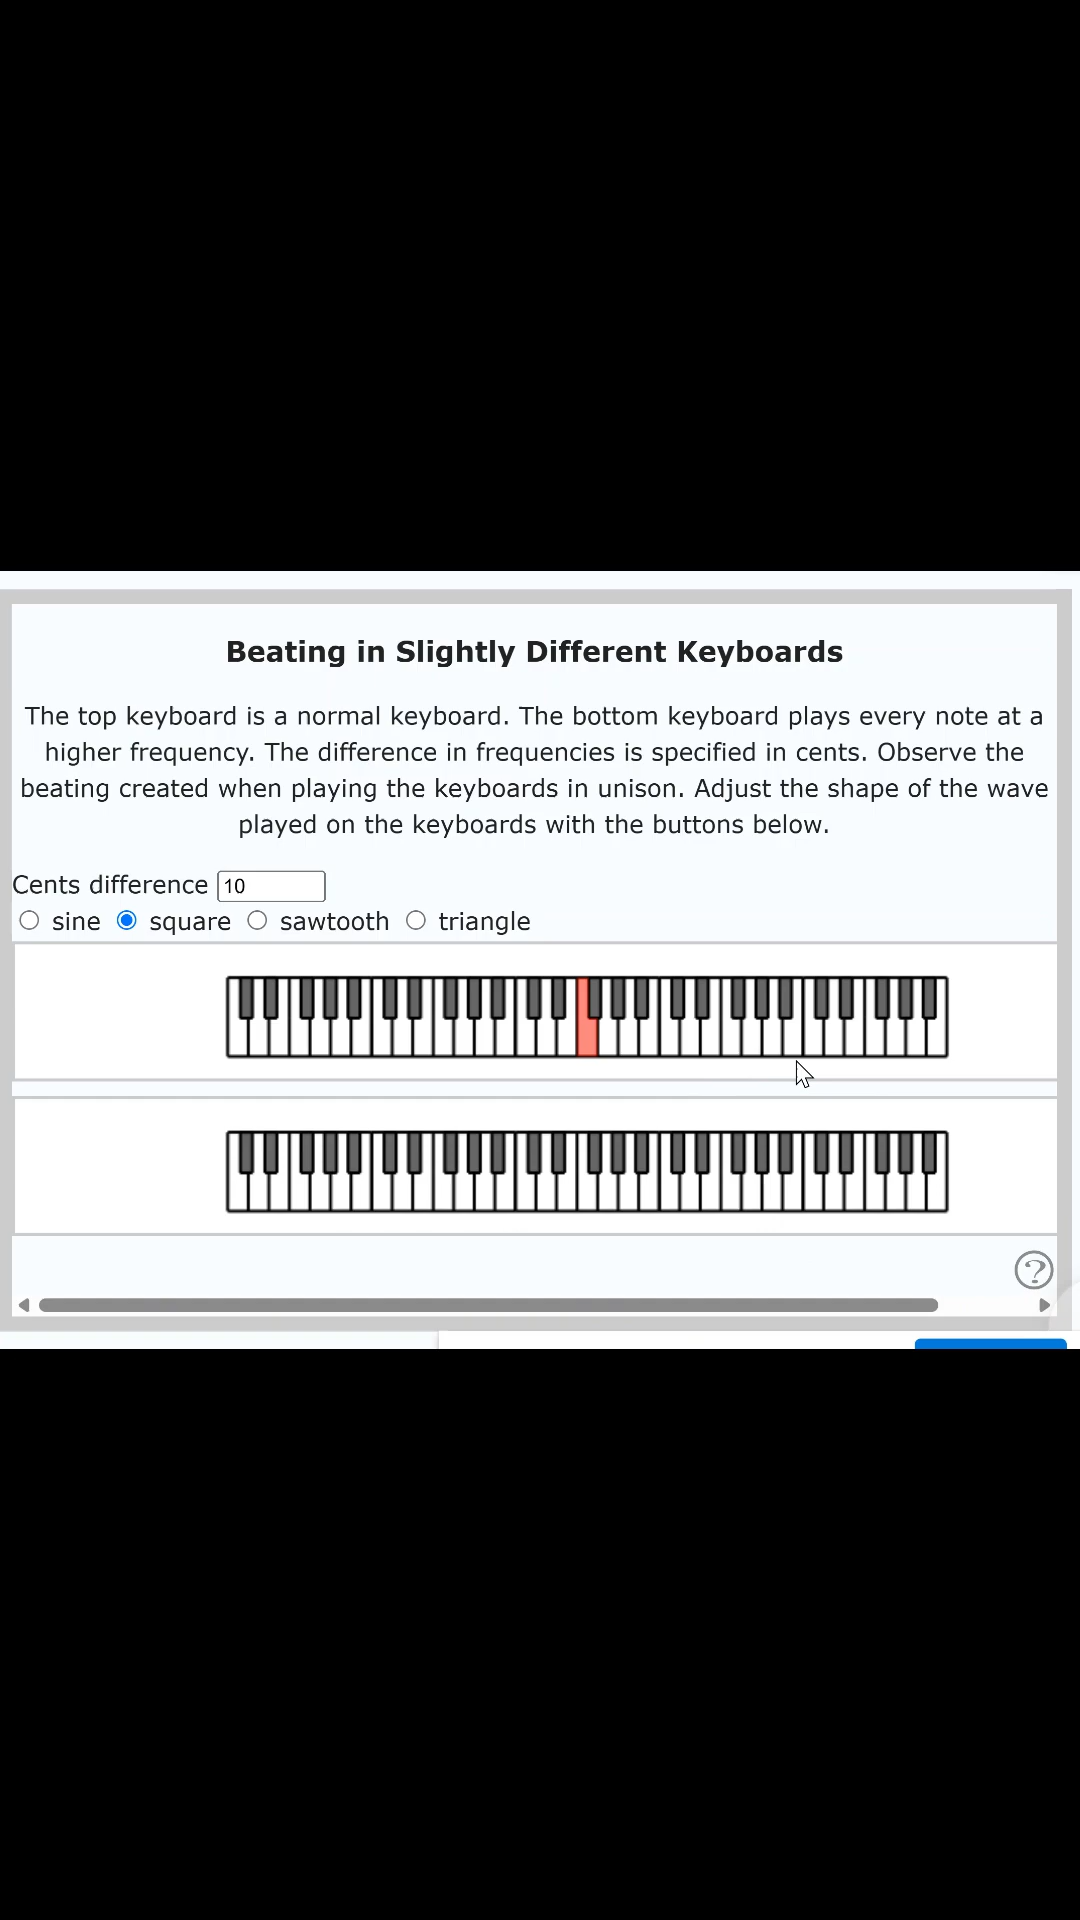 Beating in Slightly Different Keyboards
The top keyboard is a normal keyboard. The bottom keyboard plays every note at a
higher frequency. The difference in frequencies is specified in cents. Observe the
beating created when playing the keyboards in unison. Adjust the shape of the wave
played on the keyboards with the buttons below.
Cents difference 10
sine square sawtooth triangle
?